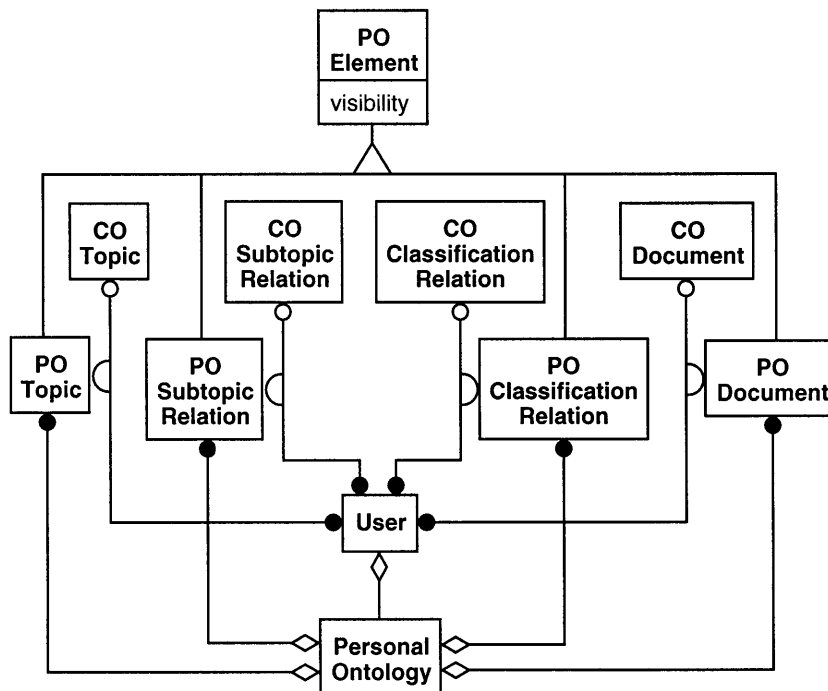 PO
Element
visibility
CO
Topic
CO
Subtopic
Relation
CO
Classification
Relation
CO
Document
PO
Topic
PO
Subtopic
Relation
PO
Classification
Relation
PO
Document
User
Personal
Ontology